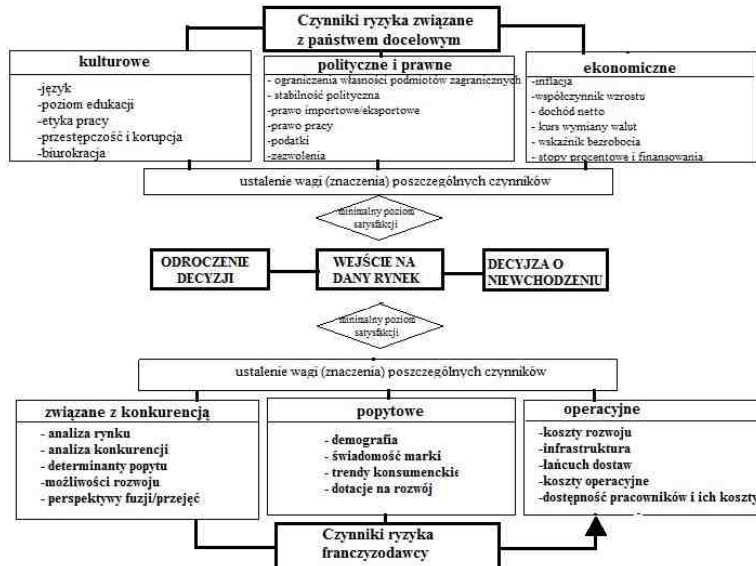 Czynniki ryzyka związane
z państwem docelowym
kulturowe
-język
-poziom edukacji
-etyka pracy
-przestępczość i korupcja
-biurokracja
polityczne i prawne
- ograniczenia własności podmiotów zagranicznych
- stabilność polityczna
-prawo importowe/eksportowe
-prawo pracy
-podatki
-zezwolenia
ekonomiczne
-inflacja
-współczynnik wzrostu
- dochód netto
- kurs wymiany walut
- wskaźnik bezrobocia
- stopy procentowe i finansowania
ustalenie wagi (znaczenia) poszczególnych czynników
minimalny poziom
satysfakcji
ODROCZENIE
DECYZJI
WEJŚCIE NA
DANY RYNEK
DECYJZA O
NIEWCHODZENIU
minimalny poziom
satysfakcji
ustalenie wagi (znaczenia) poszczególnych czynników
związane z konkurencją
- analiza rynku
- analiza konkurencji
- determinanty popytu
-możliwości rozwoju
- perspektywy fuzji/przejęć
popytowe
- demografia
- świadomość marki
- trendy konsumenckie
- dotacje na rozwój
operacyjne
-koszty rozwoju
-infrastruktura
-łańcuch dostaw
-koszty operacyjne
-dostępność pracowników i ich koszty
Czynniki ryzyka
franczyzodawcy